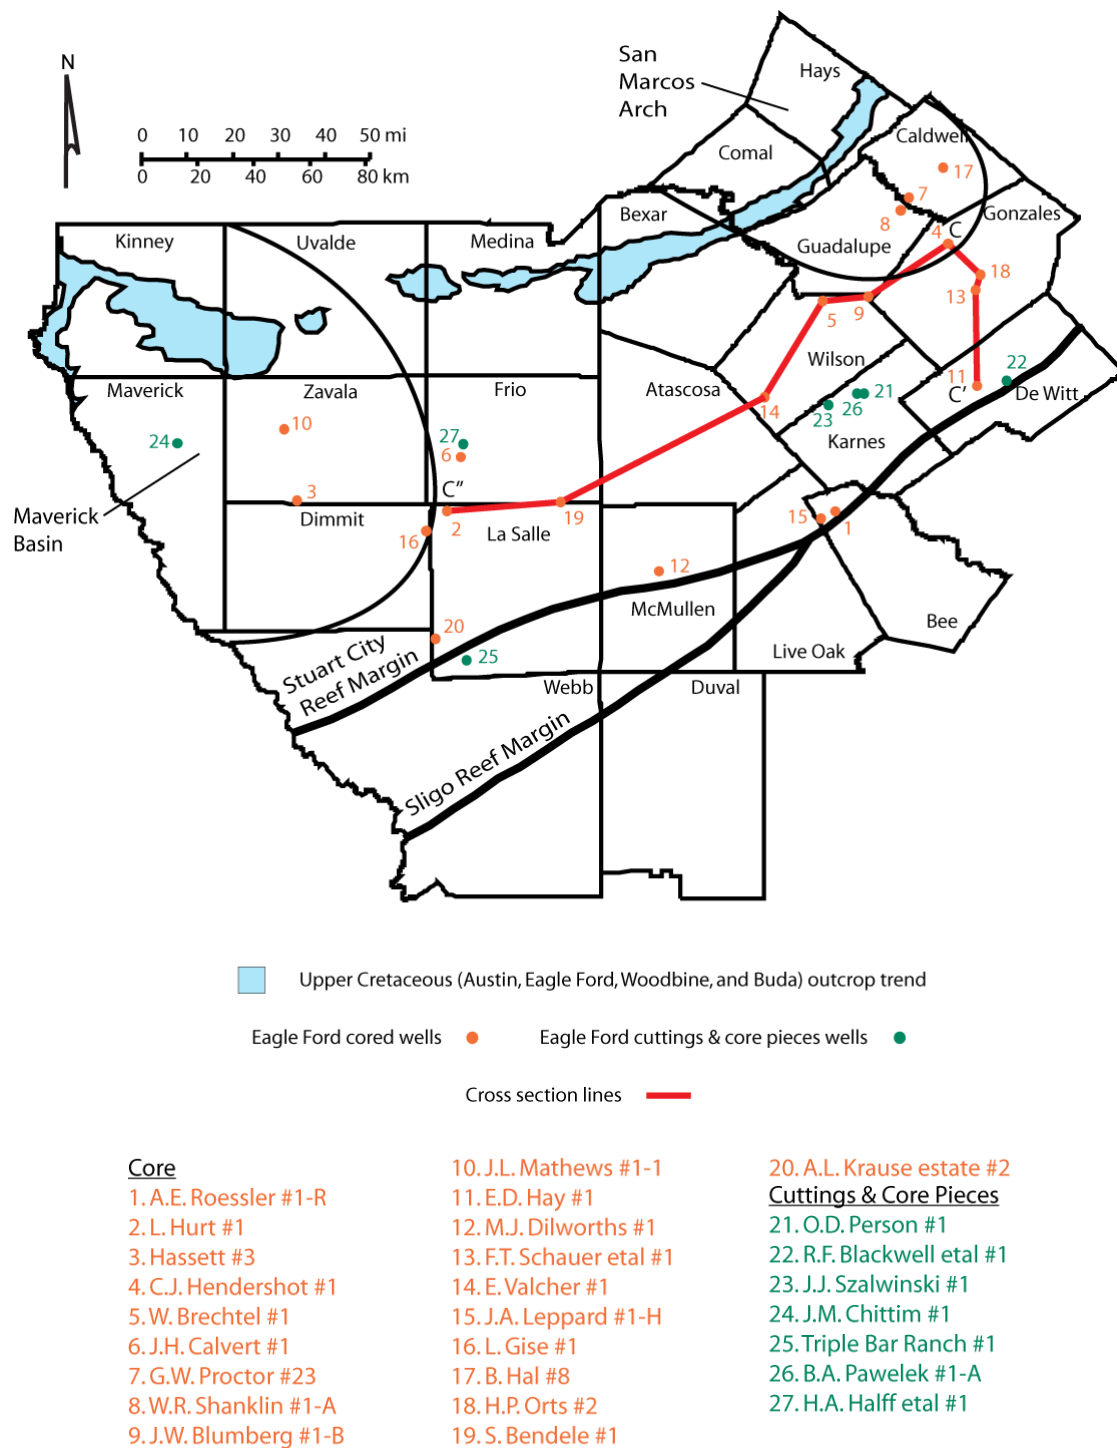 San
Marcos
Arch
Hays
N
0 10 20 30 40 50 mi
0 20 40 60 80 km
Caldwell
Comal
17
7
8
Bexar
Gonzales
4
C
Guadalupe
Kinney
Uvalde
Medina
18
13
5
9
Wilson
22
11
C'
De Witt
Maverick
Zavala
Frio
Atascosa
14
21
26
23
Karnes
10
24
27
6
C"
3
Maverick
Basin
Dimmit
16
2
La Salle
19
15
1
12
McMullen
Bee
20
25
Live Oak
Stuart City
Reef Margin
Webb
Duval
Sligo Reef Margin
Upper Cretaceous (Austin, Eagle Ford, Woodbine, and Buda) outcrop trend
Eagle Ford cored wells
Eagle Ford cuttings & core pieces wells
Cross section lines
Core
1. A.E. Roessler #1-R
2. L. Hurt #1
3. Hassett #3
4. C.J. Hendershot #1
5. W. Brechtel #1
6. J.H. Calvert #1
7. G.W. Proctor #23
8. W.R. Shanklin #1-A
9. J.W. Blumberg #1-B
10. J.L. Mathews #1-1
11. E.D. Hay #1
12. M.J. Dilworths #1
13. F.T. Schauer etal #1
14. E. Valcher #1
15. J.A. Leppard #1-H
16. L. Gise #1
17. B. Hal #8
18. H.P. Orts #2
19. S. Bendele #1
20. A.L. Krause estate #2
Cuttings & Core Pieces
21. O.D. Person #1
22. R.F. Blackwell etal #1
23. J.J. Szalwinski #1
24. J.M. Chittim #1
25. Triple Bar Ranch #1
26. B.A. Pawelek #1-A
27. H.A. Halff etal #1